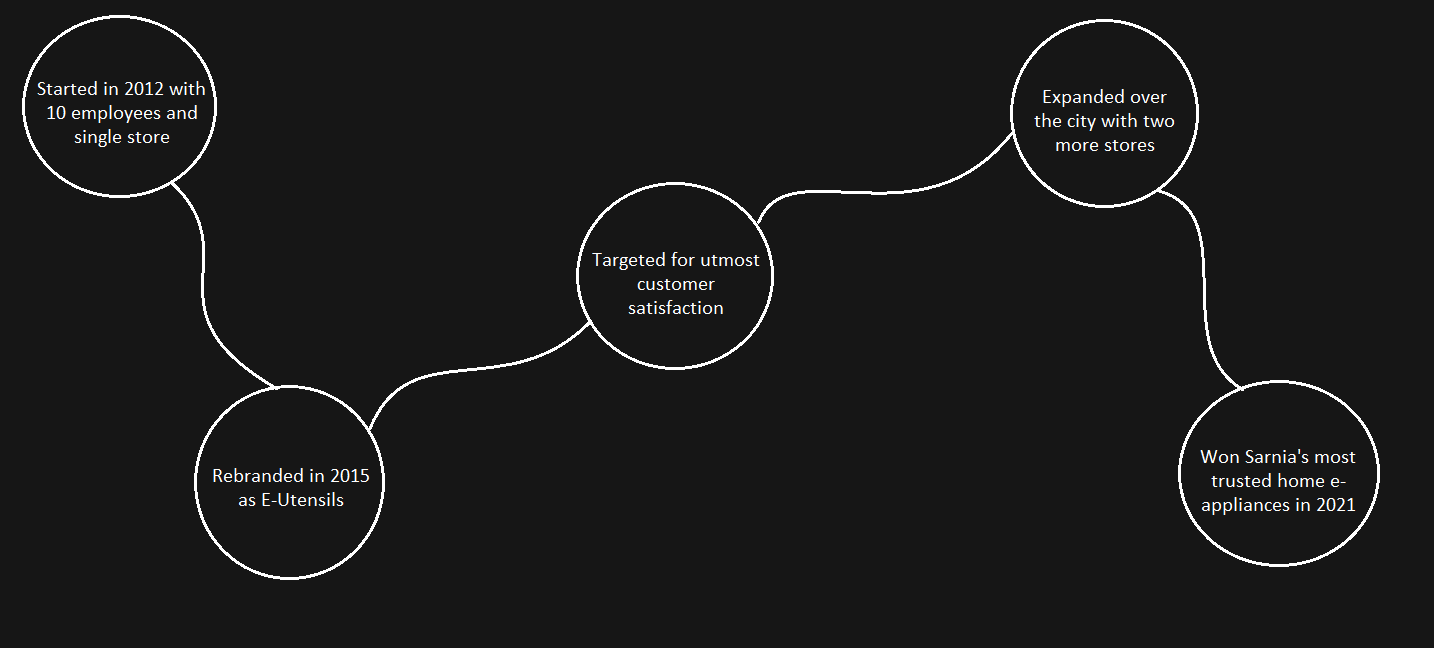 Started in 2012 with
10 employees and
single store
Rebranded in 2015
as E-Utensils
Targeted for utmost
customer
satisfaction
Expanded over
the city with two
more stores
Won Sarnia's most
trusted home e-
appliances in 2021